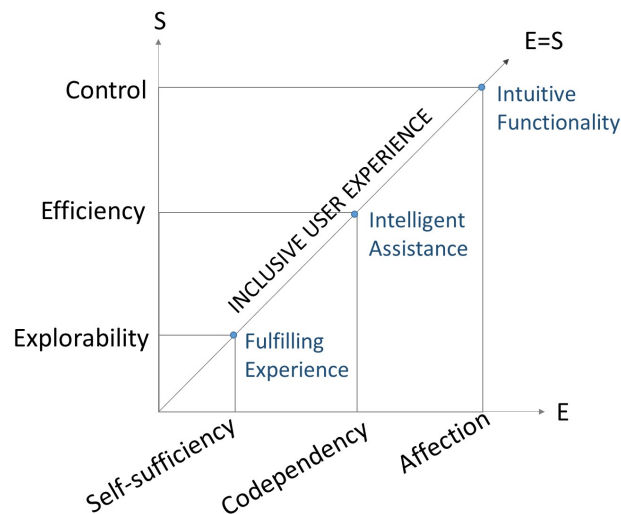 S
E=S
Control
Intuitive
Functionality
INCLUSIVE USER EXPERIENCE
Efficiency
Intelligent
Assistance
Explorability
Fulfilling
Experience
E
Self-sufficiency
Codependency
Affection